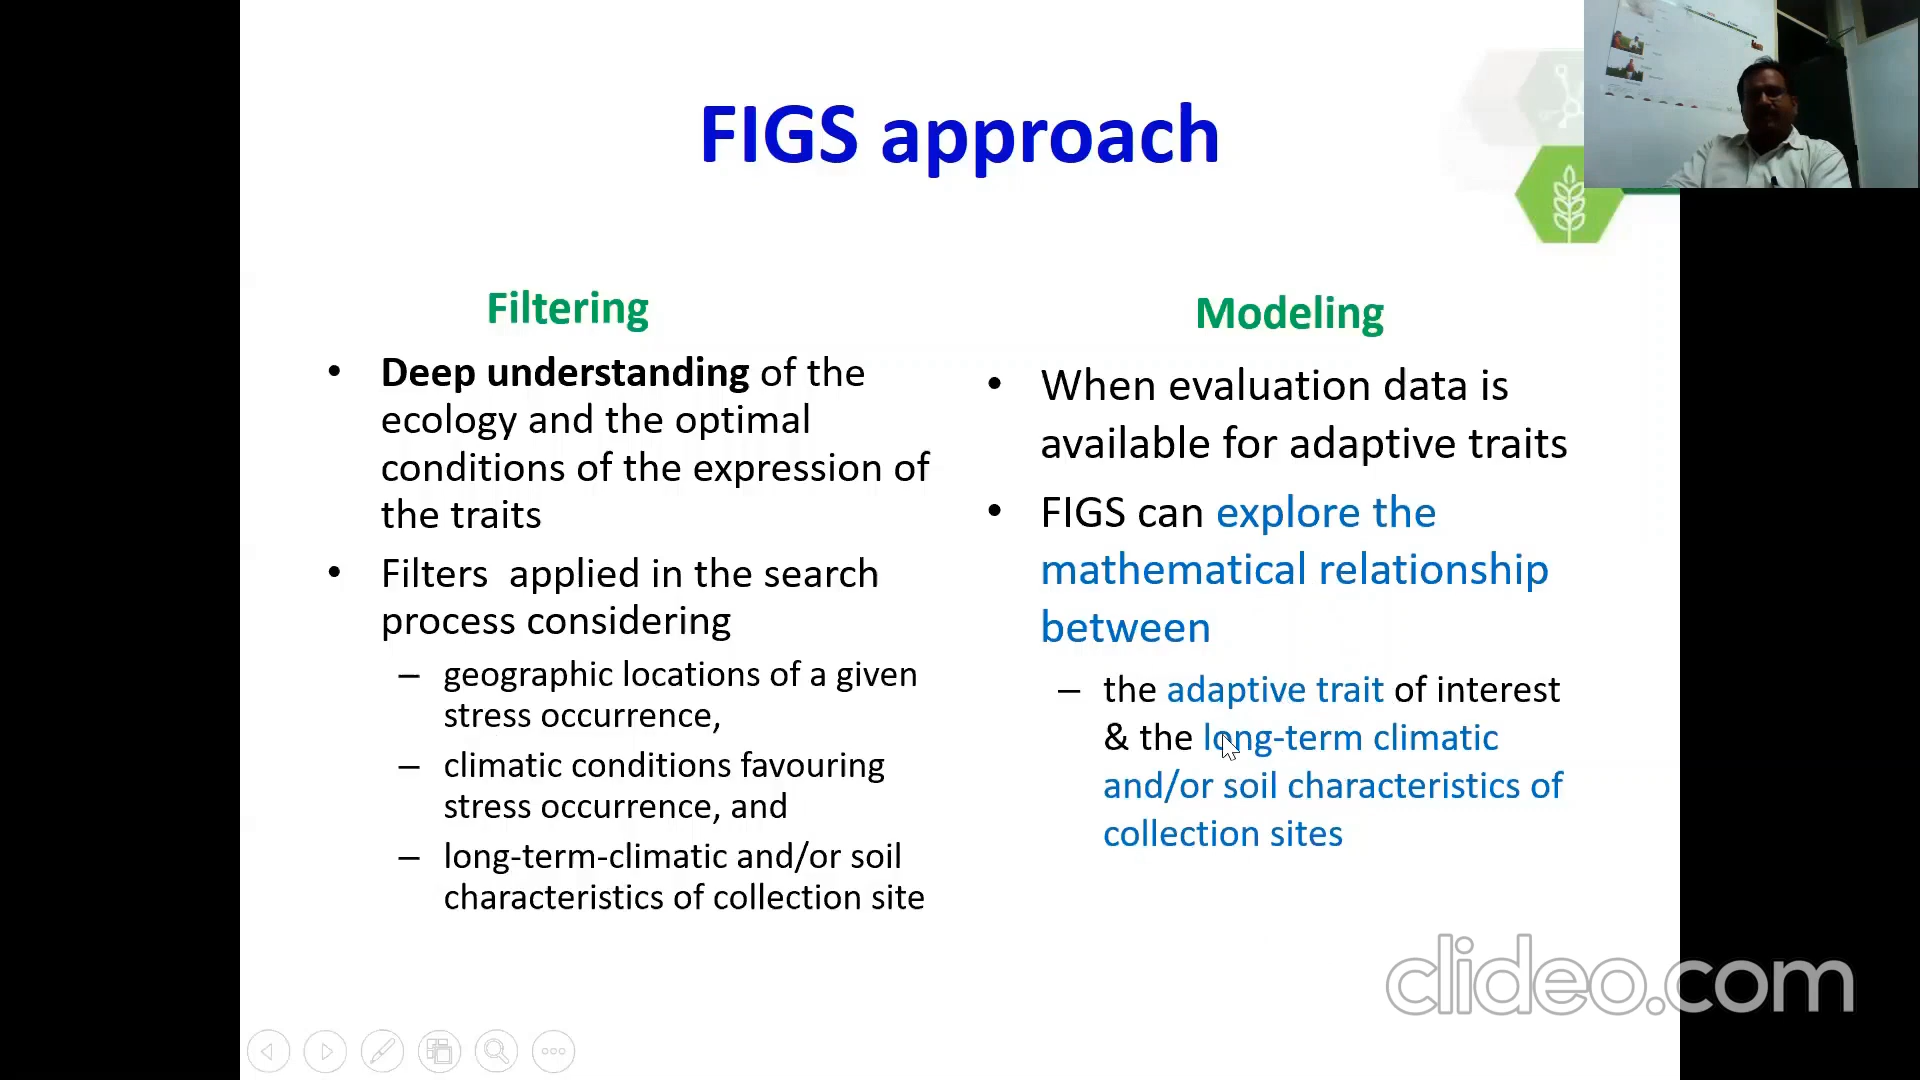 FIGS approach
Filtering
• Deep understanding of the
ecology and the optimal
conditions of the expression of
the traits
• Filters applied in the search
process considering
– geographic locations of a given
stress occurrence,
– climatic conditions favouring
stress occurrence, and
– long-term-climatic and/or soil
characteristics of collection site
Modeling
• When evaluation data is
available for adaptive traits
• FIGS can explore the
mathematical relationship
between
– the adaptive trait of interest
& the long-term climatic
and/or soil characteristics of
collection sites
clideo.com